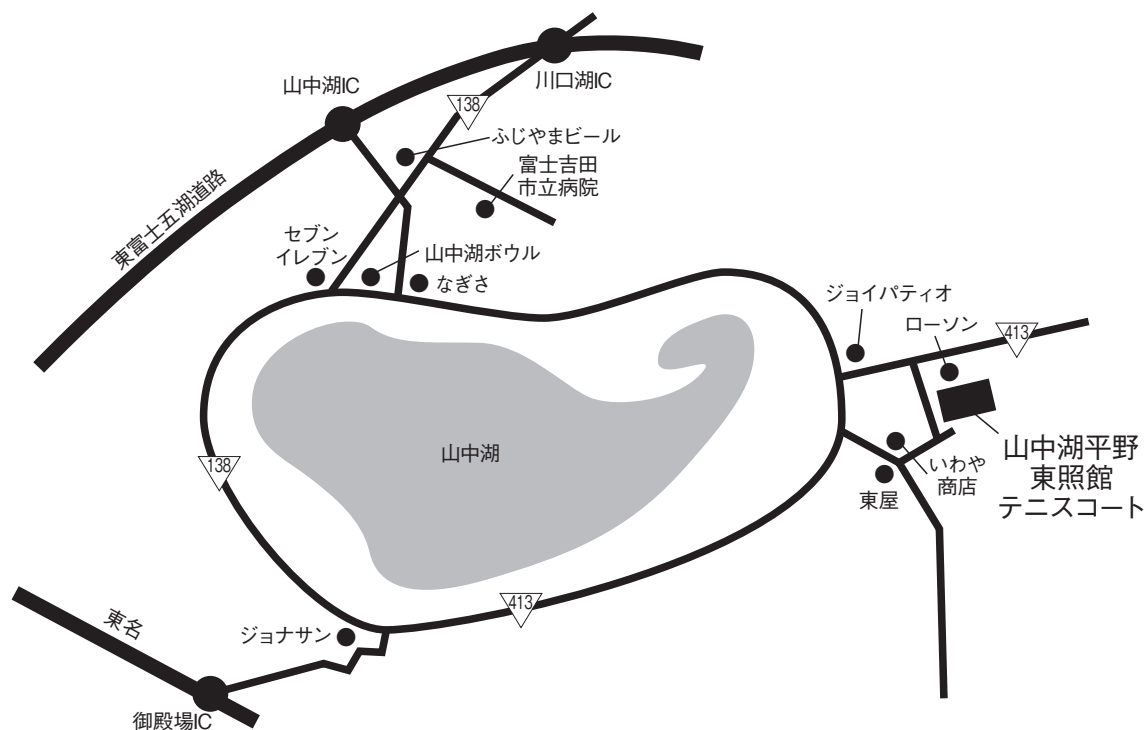 川口湖IC
山中湖IC
138
ふじやまビール
富士吉田
市立病院
東富士五湖道路
セブン
イレブン
山中湖ボウル
なぎさ
ジョイパティオ
ローソン
413
山中湖
138
山中湖平野
東照館
テニスコート
いわや
商店
東屋
413
東名
ジョナサン
御殿場IC